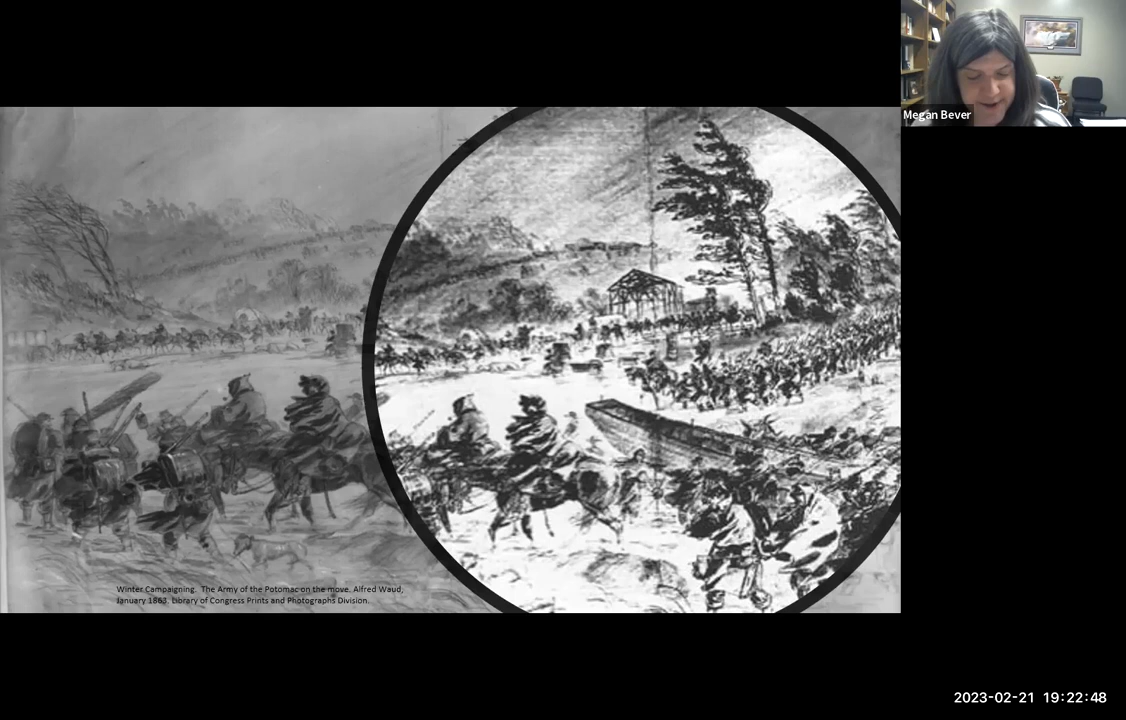 Megan Bever
Winter Campaigning.  The Army of the Potomac on the move. Alfred Waud,
January 1863. Library of Congress Prints and Photographs Division.
2023-02-21 19:22:48